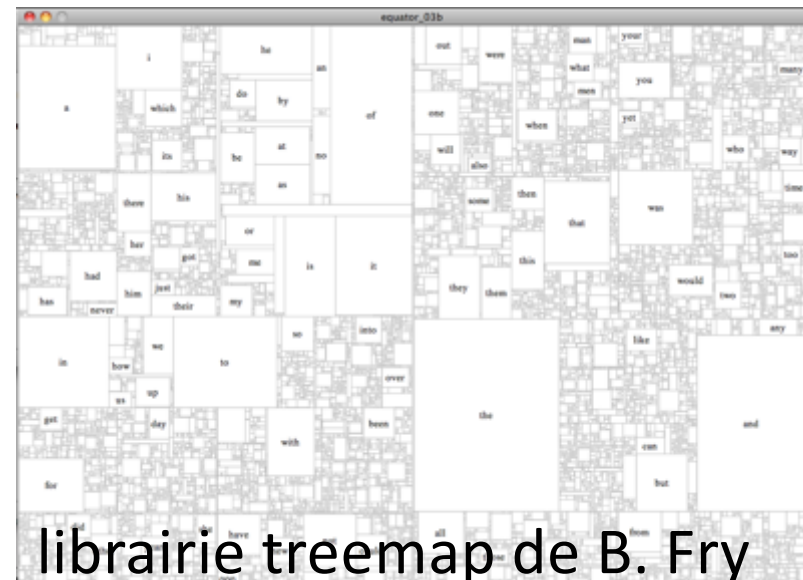 equator_03b
he out man your
i an were
do what you many
by men
a which of one yet
when
at will who way
its be no also
as time
there his some then
or that was
her this
got me is it too
had they them would
has him just two
never their my
so into any
we like
in how to
up over
us the and
get day been
with can
for but
have all from
librairie treemap de B. Fry